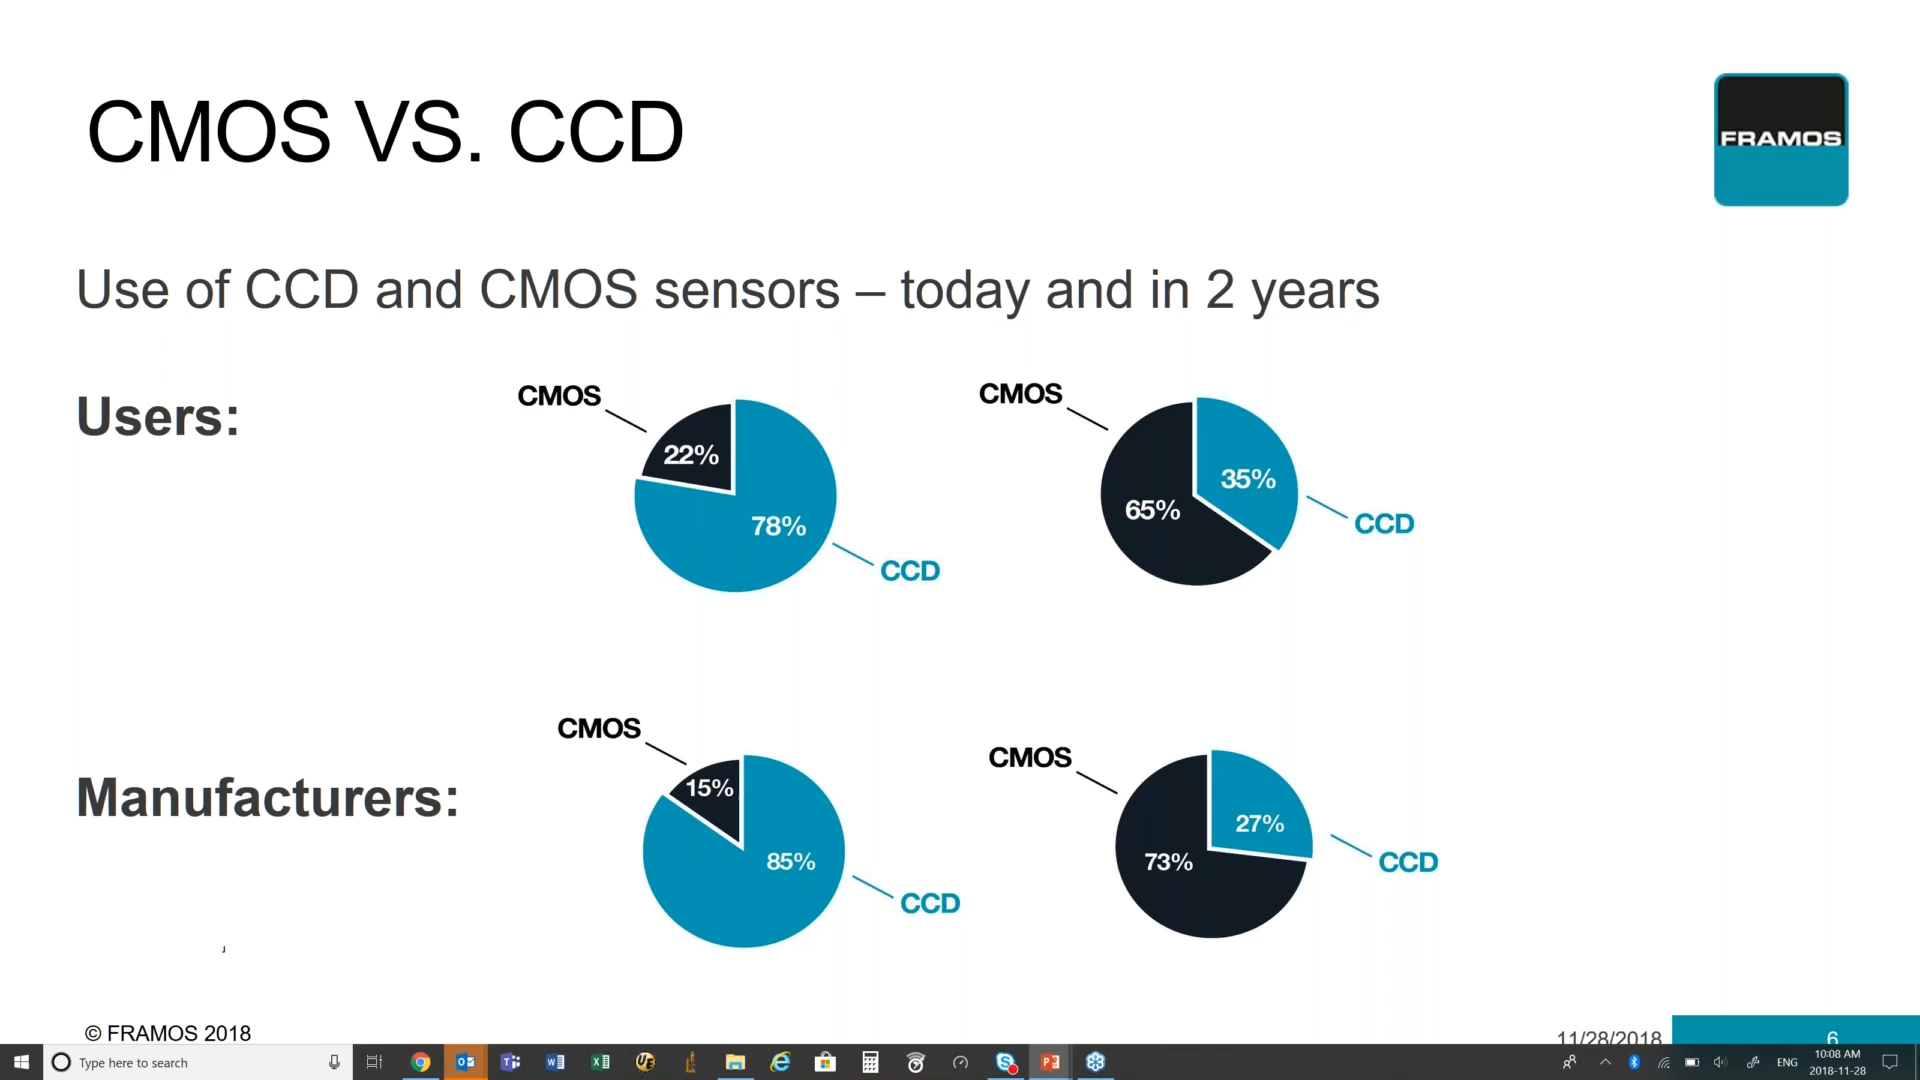 CMOS VS. CCD
FRAMOS
Use of CCD and CMOS sensors – today and in 2 years
Users:
CMOS
22%
78%
CCD
CMOS
35%
65%
CCD
Manufacturers:
CMOS
15%
85%
CCD
CMOS
27%
73%
CCD
© FRAMOS 2018
11/28/2018
6
Type here to search
ENG
10:08 AM
2018-11-28